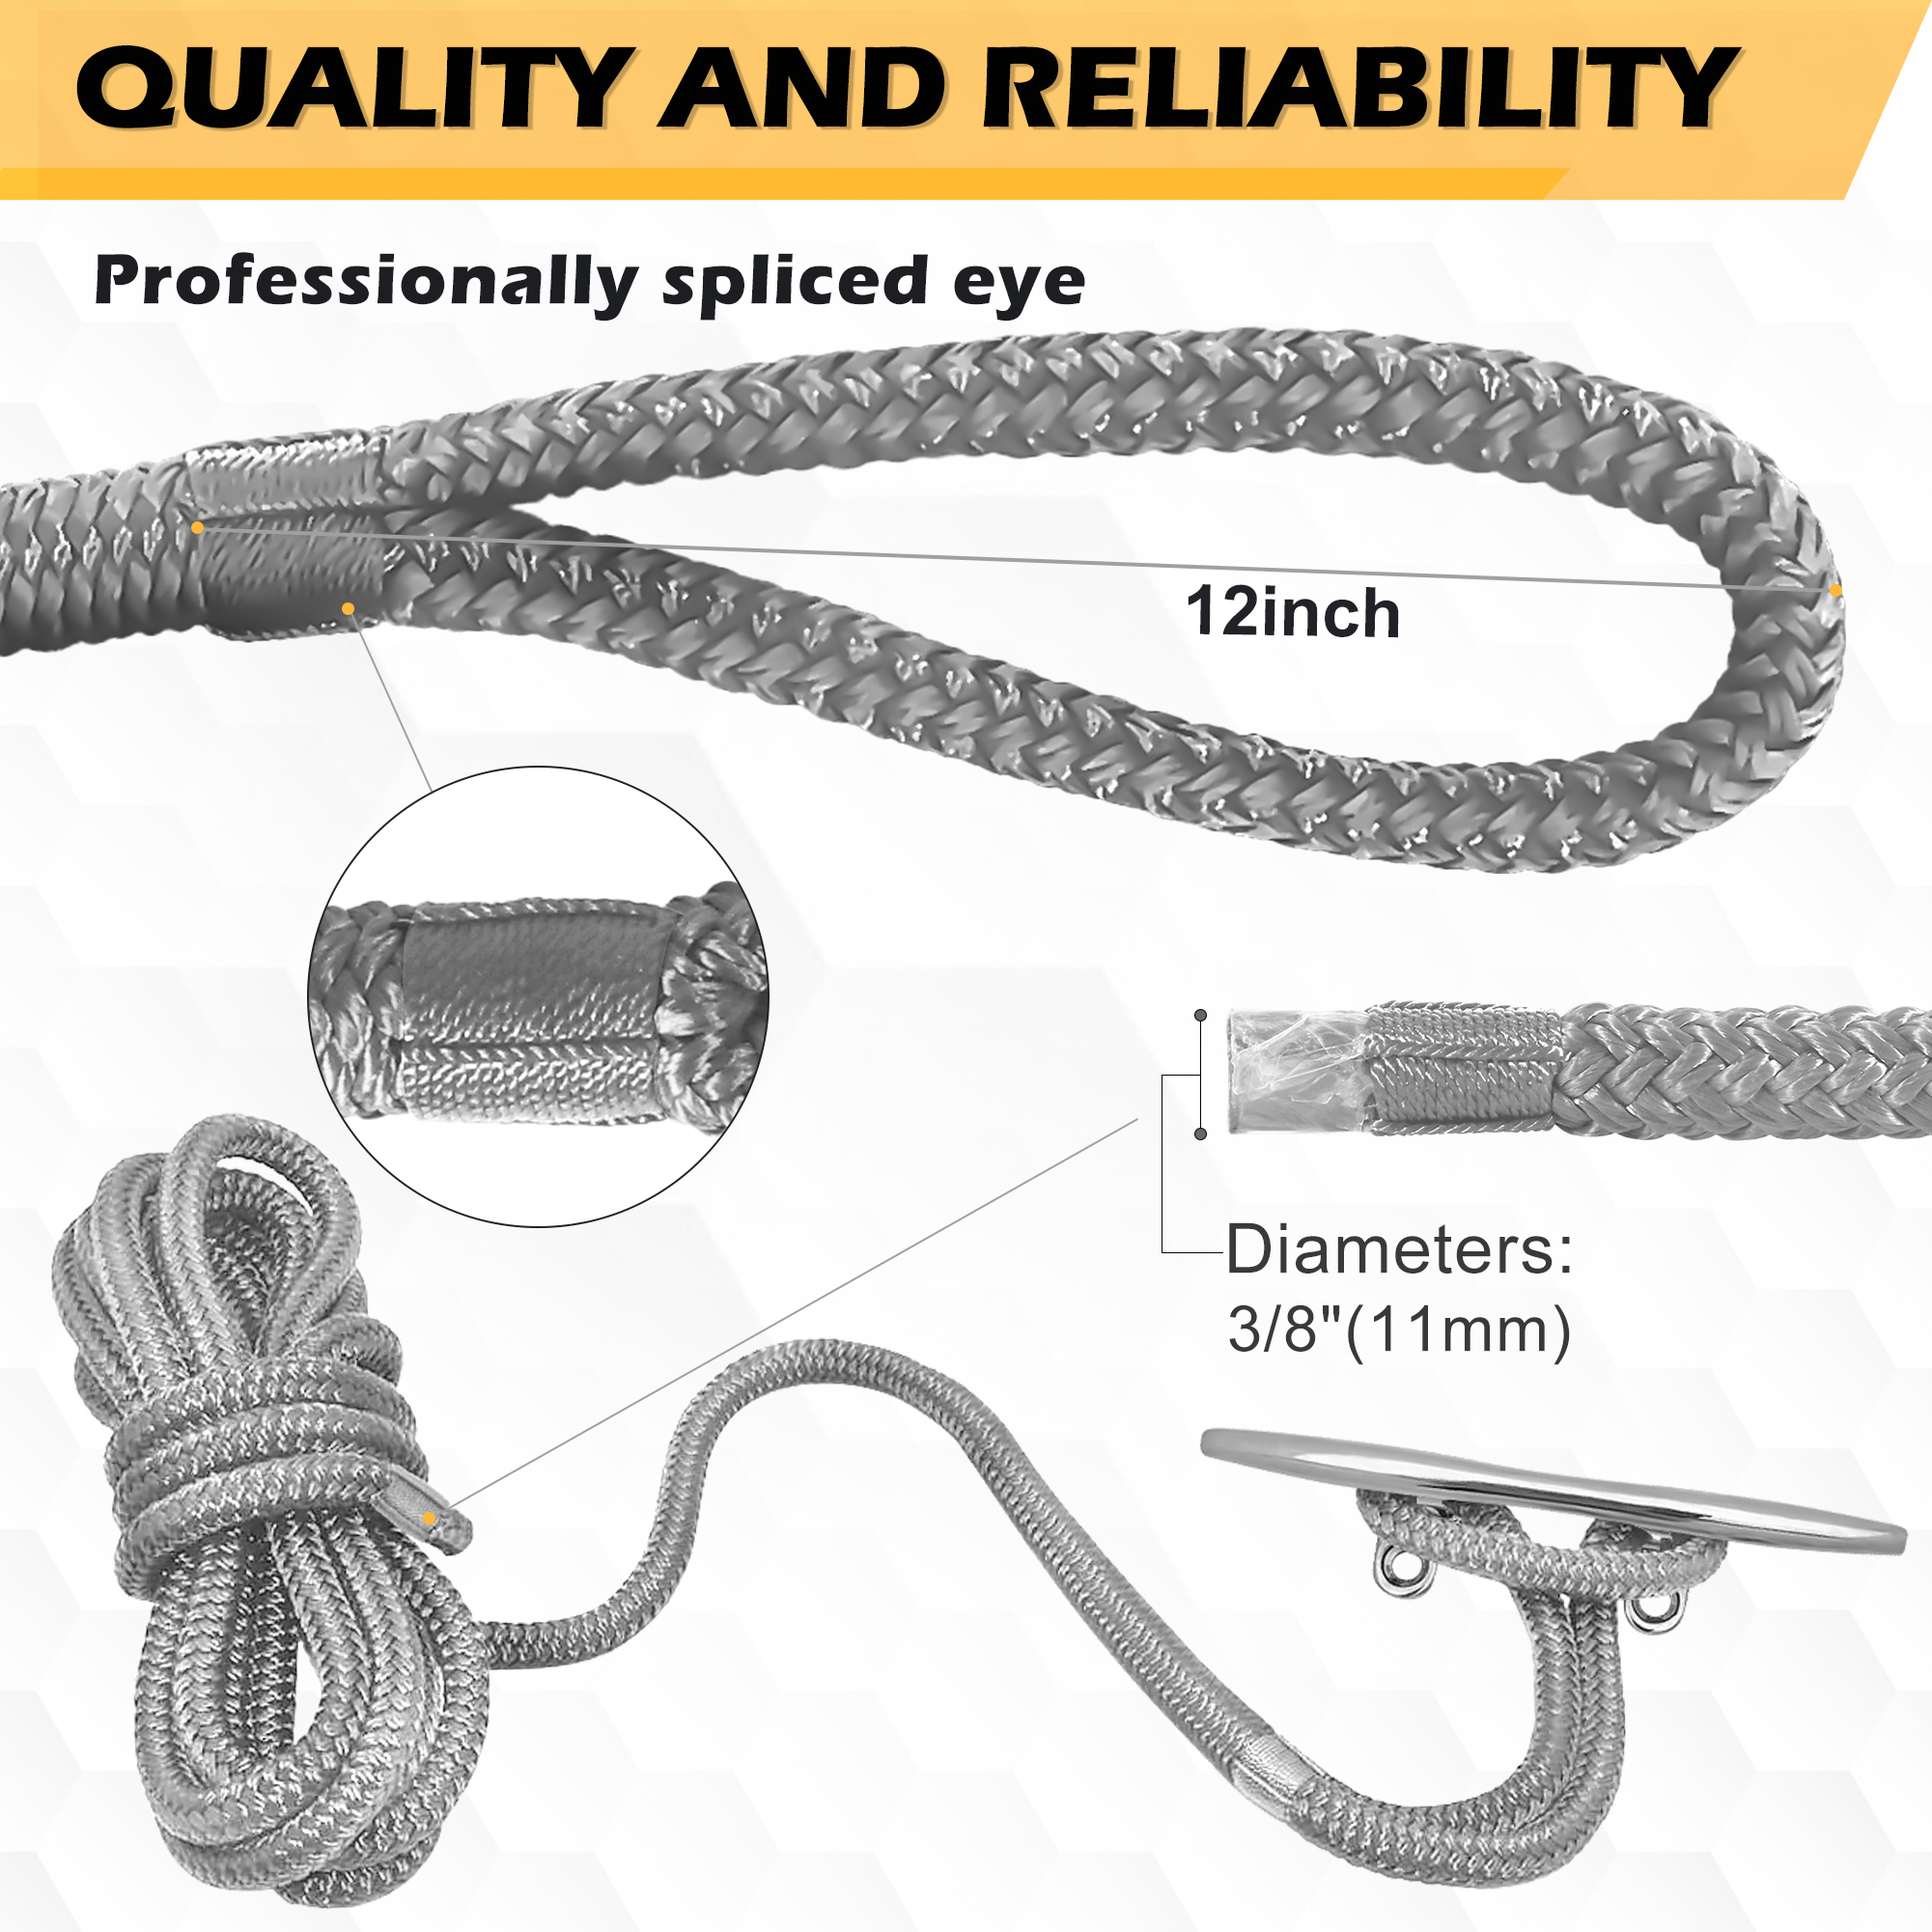 QUALITY AND RELIABILITY
Professionally spliced eye
12inch
Diameters:
3/8"(11mm)